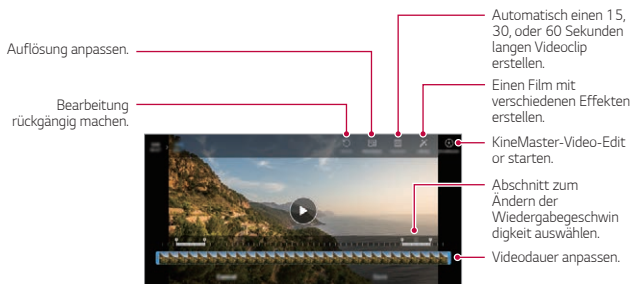 Auflösung anpassen.
Bearbeitung
rückgängig machen.
Automatisch einen 15,
30, oder 60 Sekunden
langen Videoclip
erstellen.
Einen Film mit
verschiedenen Effekten
erstellen.
KineMaster-Video-Edit
or starten.
Abschnitt zum
Ändern der
Wiedergabegeschwin
digkeit auswählen.
Videodauer anpassen.